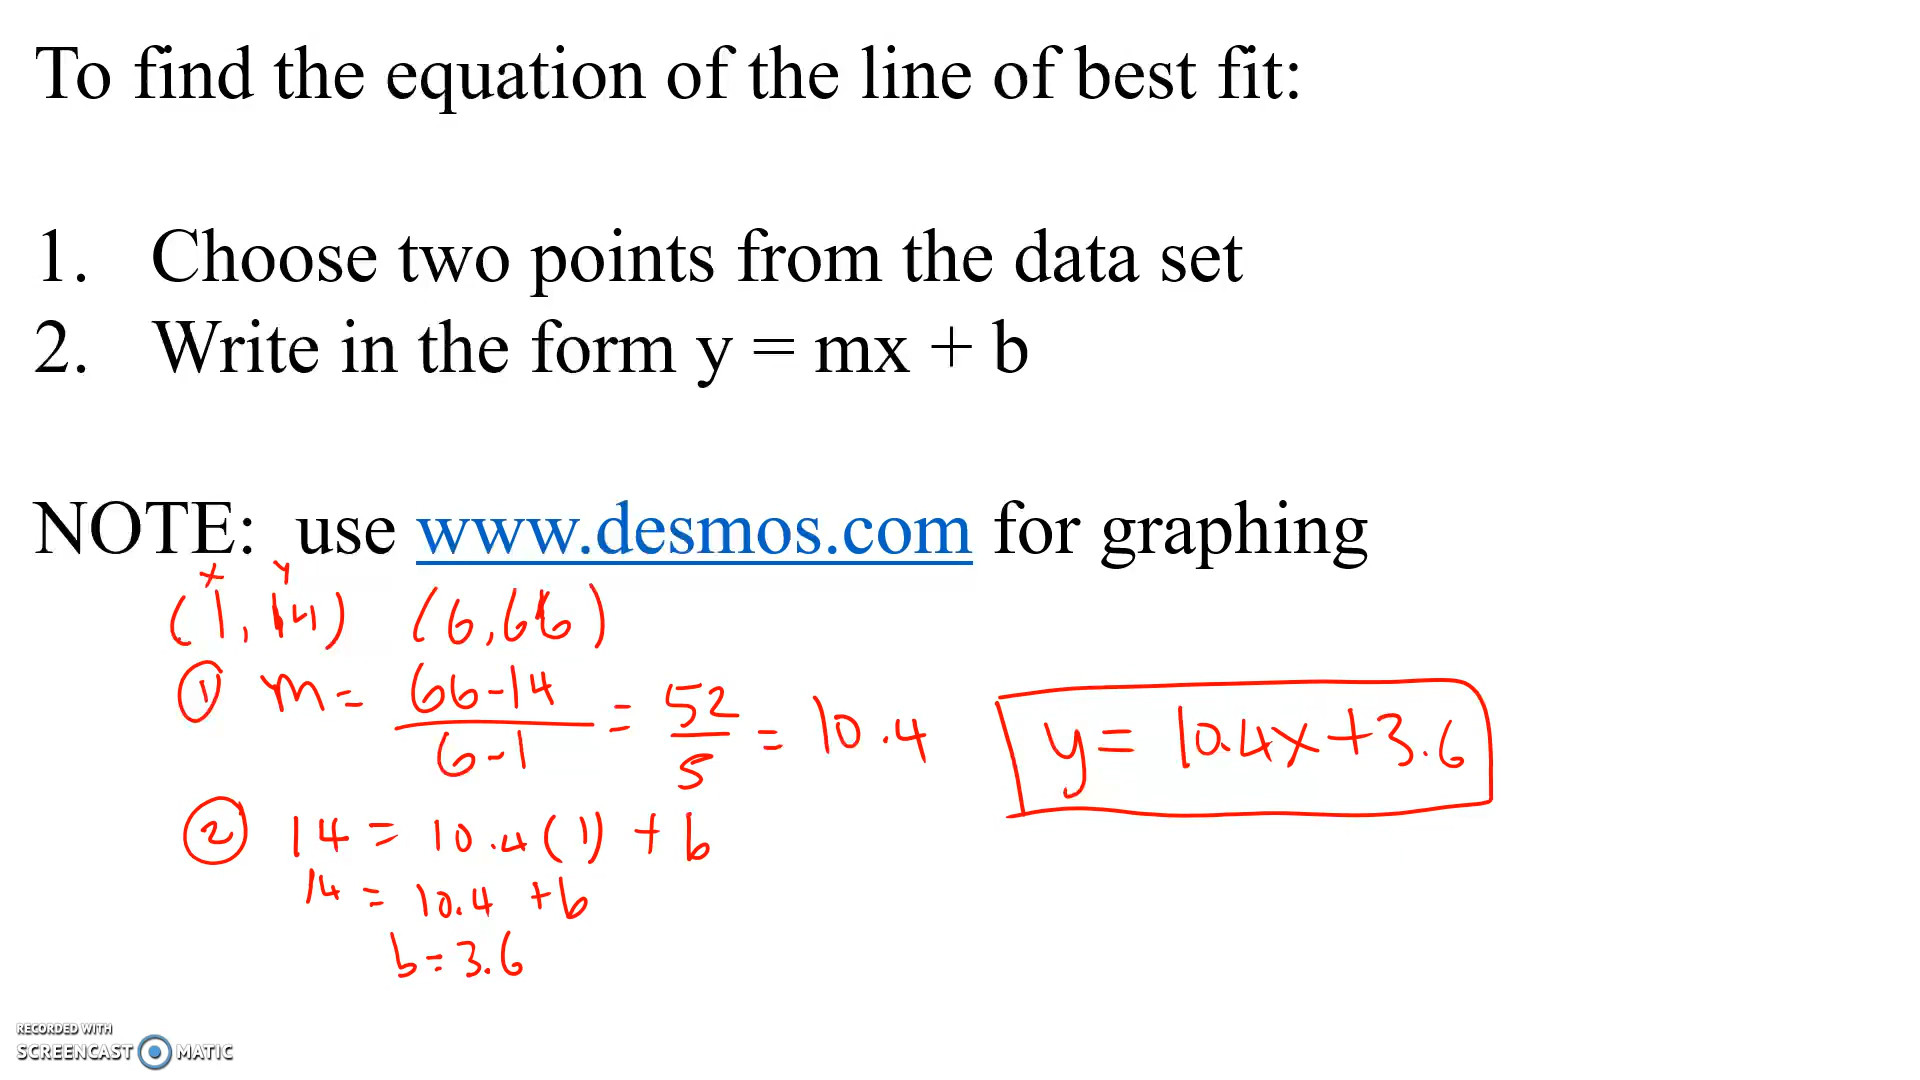 To find the equation of the line of best fit:
1. Choose two points from the data set
2. Write in the form y = mx + b
NOTE: use www.desmos.com for graphing
x y
(1, 14) (6, 66)
① m = 66-14 / 6-1 = 52 / 5 = 10.4
y = 10.4x + 3.6
② 14 = 10.4(1) + b
14 = 10.4 + b
b = 3.6
RECORDED WITH
SCREENCAST MATIC